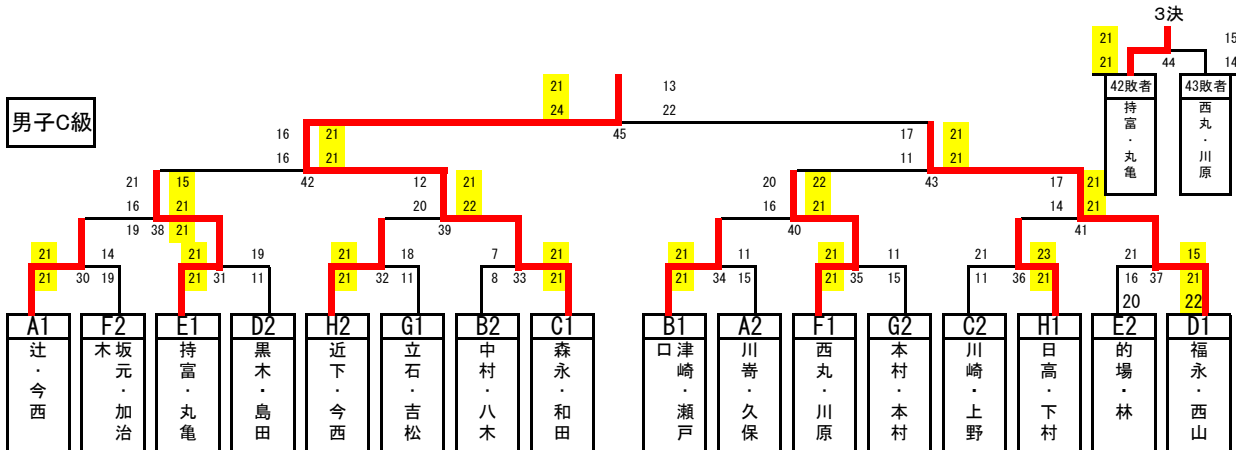 3決
21 15
21 44 14
42敗者 43敗者
持富・丸亀 西丸・川原
男子C級
21 13
24 22
45
16 21 17 21
16 21 11 21
42 43
21 15 12 21 20 22 17 21
16 21 20 22 16 21 14 21
19 38 21 39 40 41
21 14 21 19 21 18 7 21 21 11 21 11 21 23 21 15
21 30 19 21 31 11 21 32 11 8 33 21 21 34 15 21 35 15 11 36 21 16 37 21
20 22
A1 F2 E1 D2 H2 G1 B2 C1 B1 A2 F1 G2 C2 H1 E2 D1
辻・今西
坂元・加治
木
持富・丸亀
黒木・島田
近下・今西
立石・吉松
中村・八木
森永・和田
津崎・瀬戸
口
川嵜・久保
西丸・川原
本村・本村
川崎・上野
日高・下村
的場・林
福永・西山